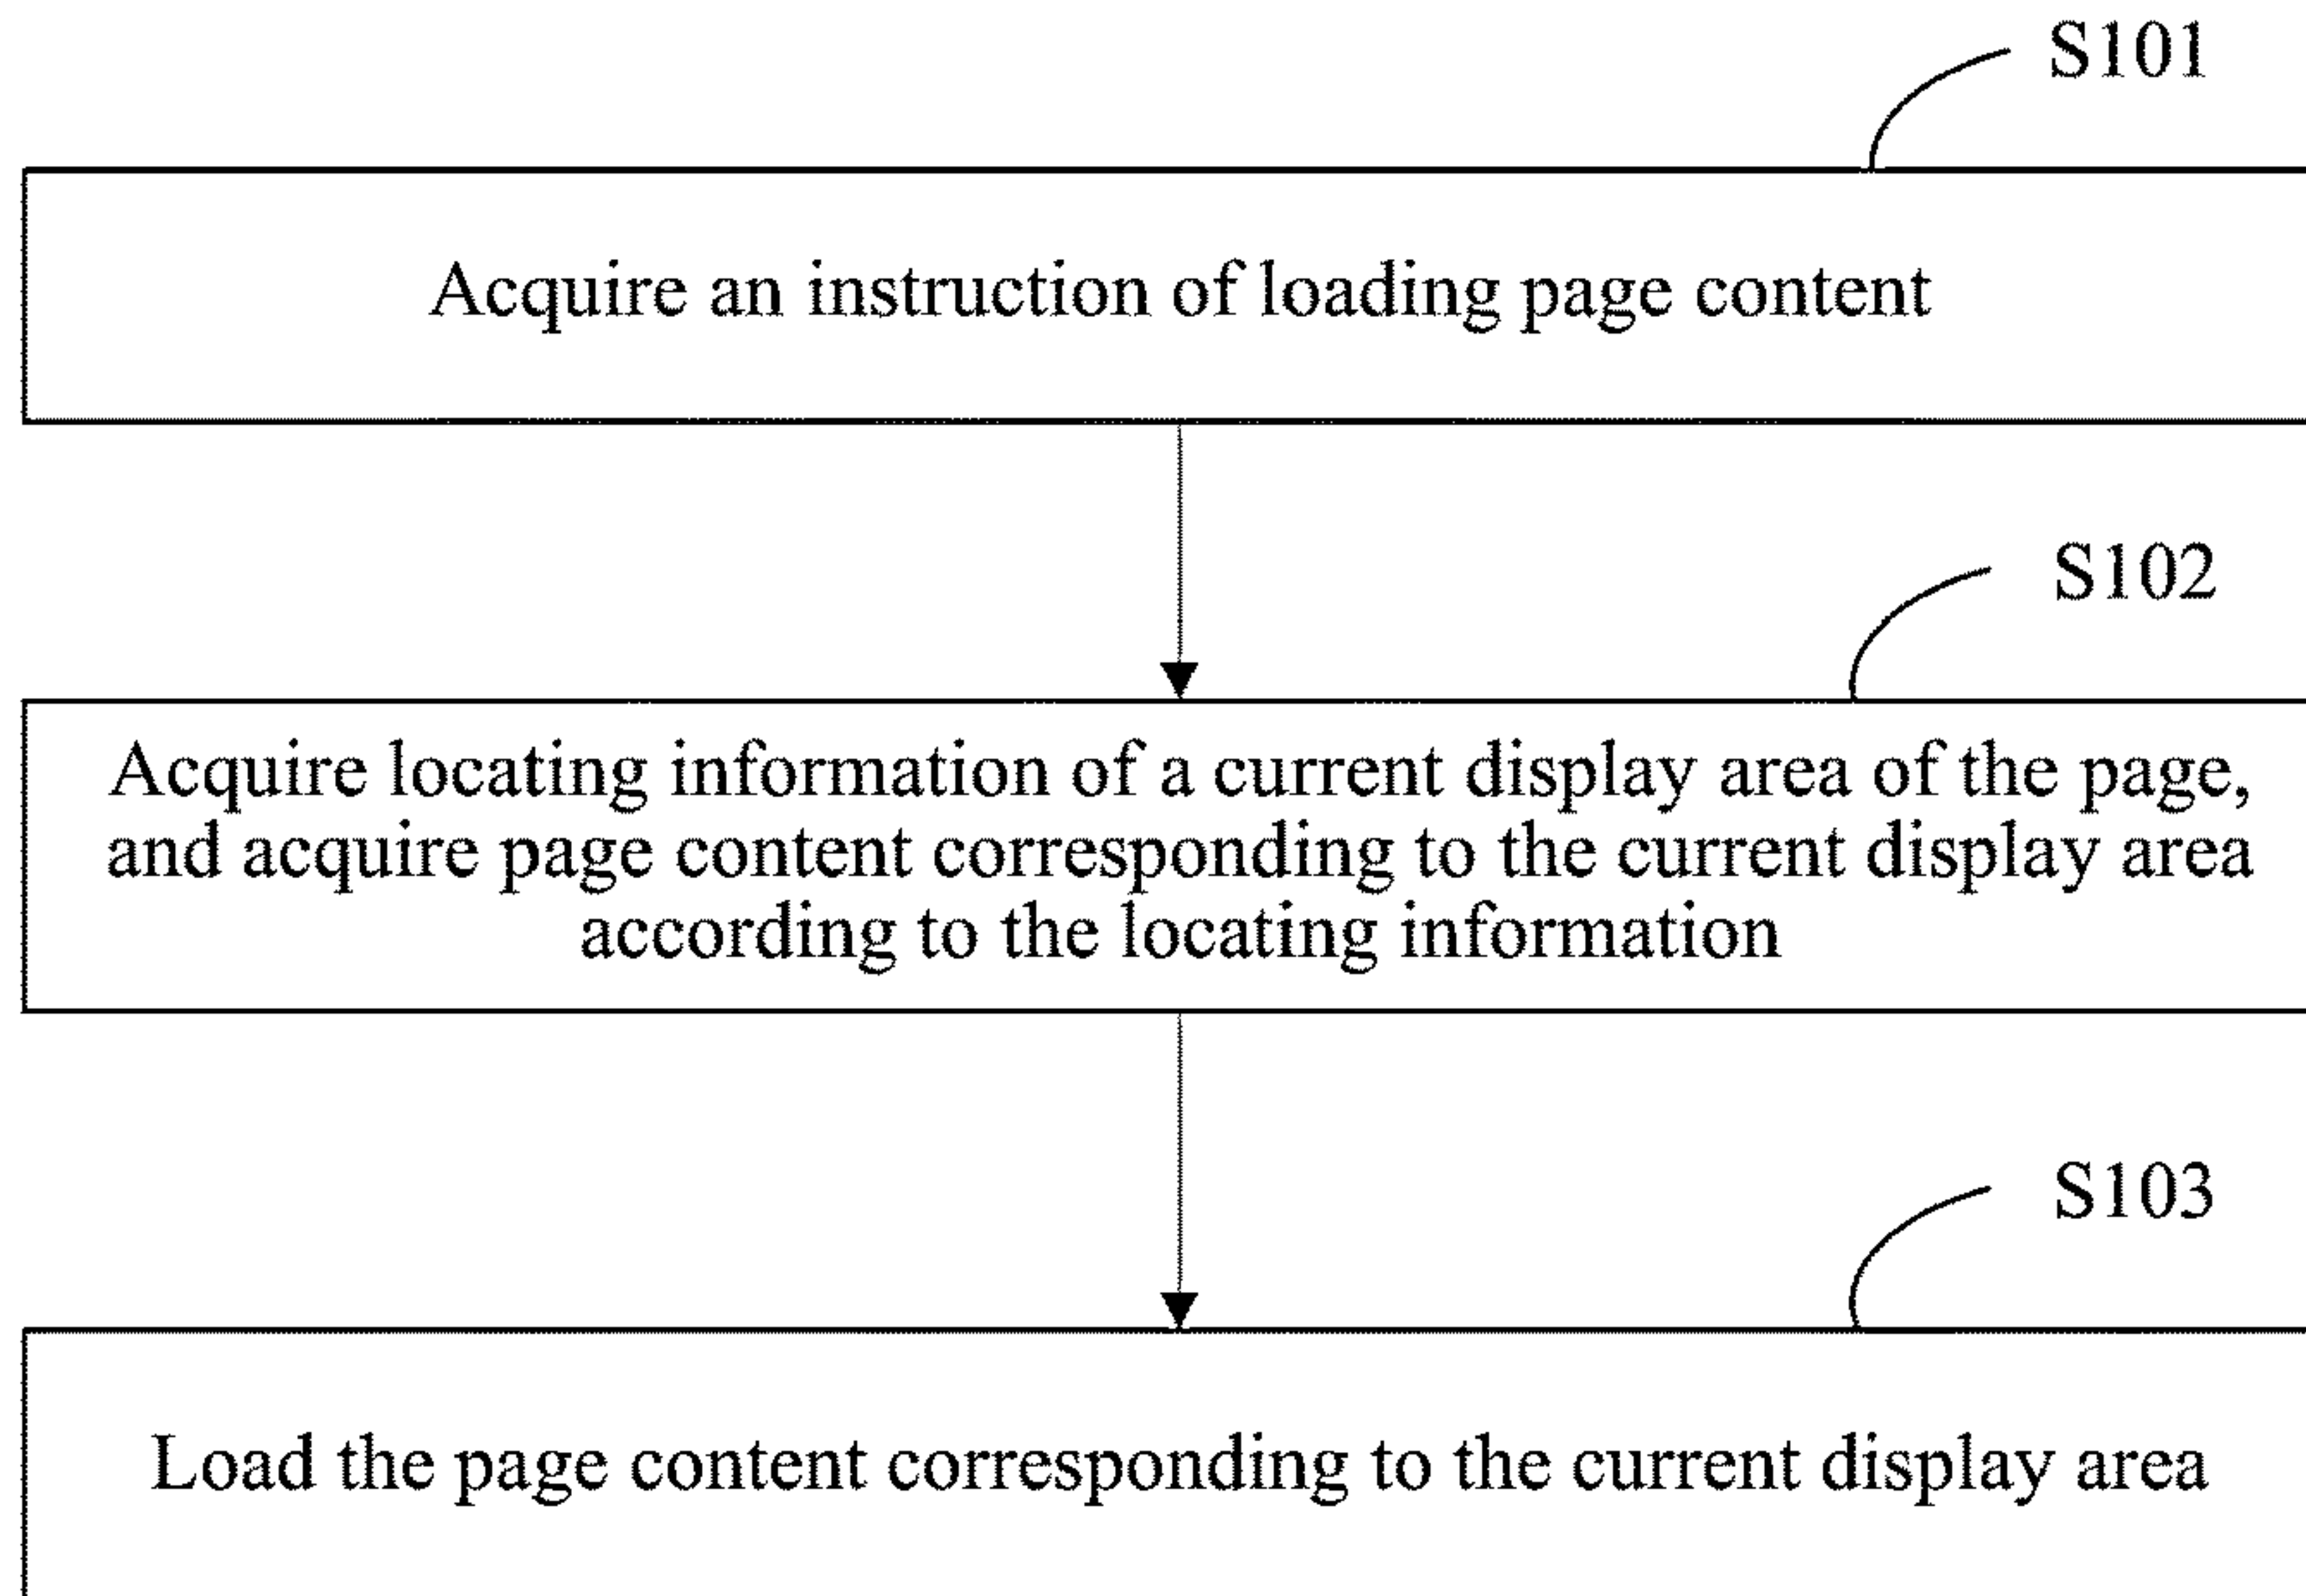 S101
Acquire an instruction of loading page content
S102
Acquire locating information of a current display area of the page,
and acquire page content corresponding to the current display area
according to the locating information
S103
Load the page content corresponding to the current display area